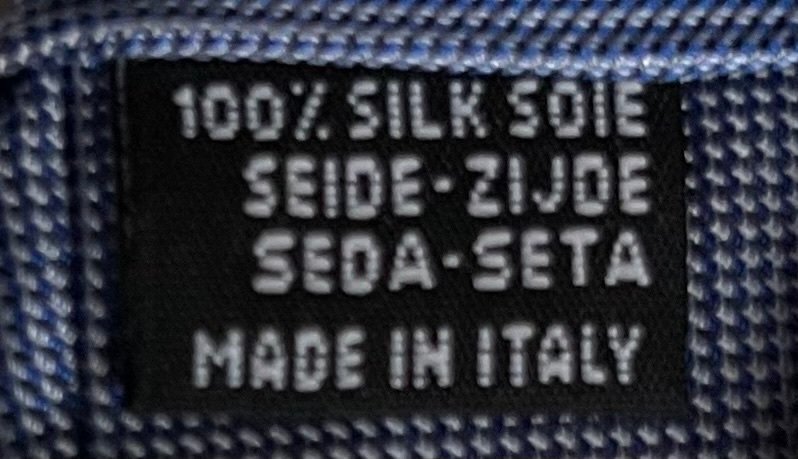 100% SILK SOIE
SEIDE-ZIJDE
SEDA-SETA
MADE IN ITALY